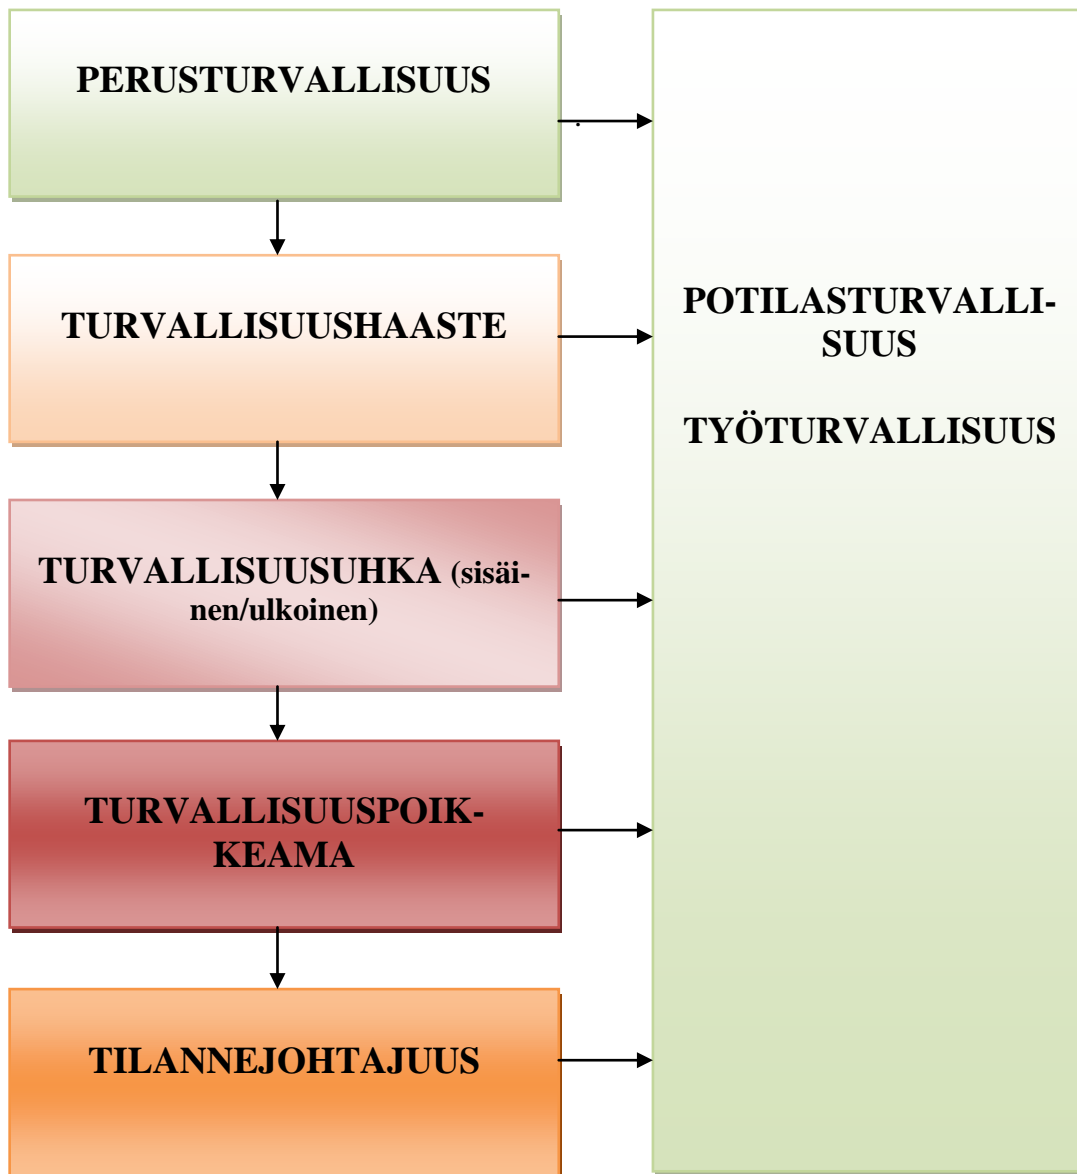 PERUSTURVALLISUUS
.
TURVALLISUUSHAASTE
POTILASTURVALLI-
SUUS
TYÖTURVALLISUUS
TURVALLISUUSUHKA (sisäi-
nen/ulkoinen)
TURVALLISUUSPOIK-
KEAMA
TILANNEJOHTAJUUS